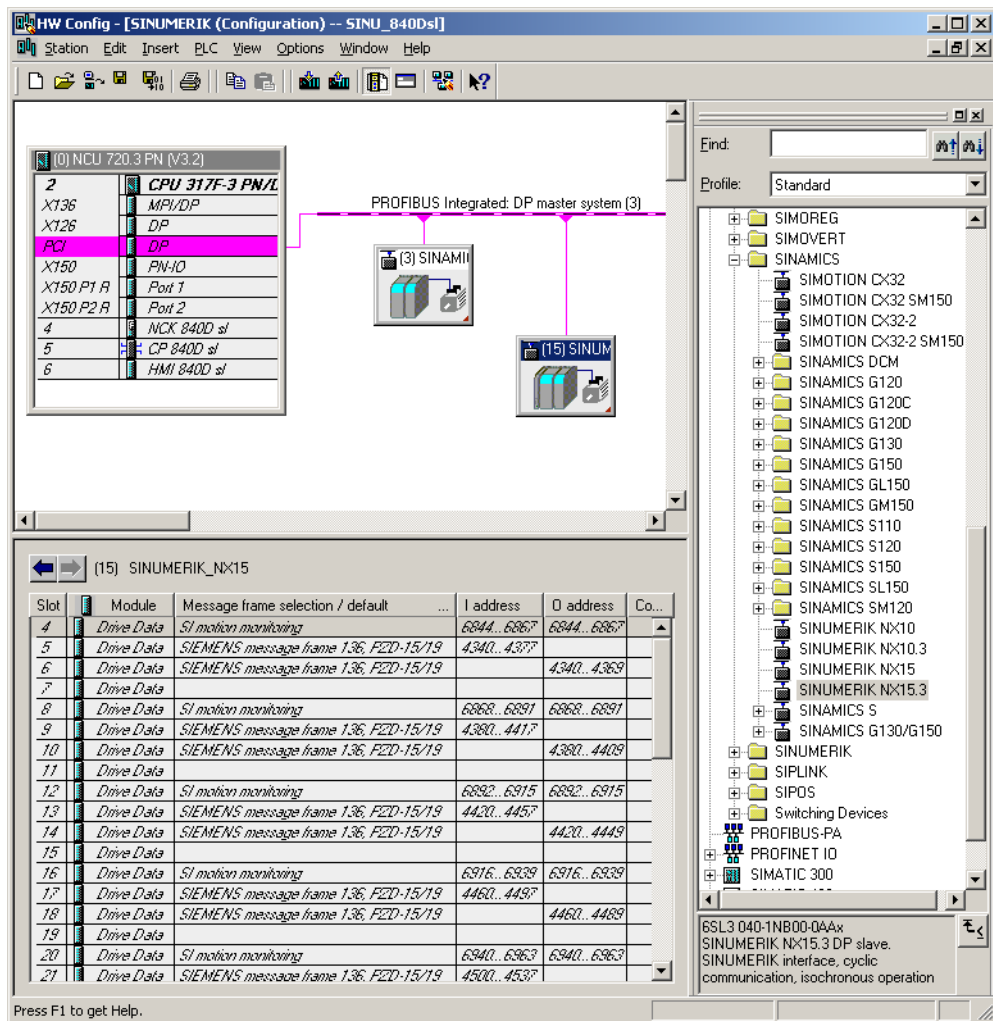 HW Config - [SINUMERIK (Configuration) -- SINU_840Dsl]
Station Edit Insert PLC View Options Window Help
(0) NCU 720.3 PN (V3.2)
2 CPU 317F-3 PN/D
X136 MPI/DP
X126 DP
PCI DP
X150 PN-IO
X150 P1 R Port 1
X150 P2 R Port 2
4 NCK 840D sl
5 CP 840D sl
6 HMI 840D sl
PROFIBUS Integrated: DP master system (3)
(3) SINAMI
(15) SINUM
Find:
Profile: Standard
SIMOREG
SIMOVERT
SINAMICS
SIMOTION CX32
SIMOTION CX32 SM150
SIMOTION CX32-2
SIMOTION CX32-2 SM150
SINAMICS DCM
SINAMICS G120
SINAMICS G120C
SINAMICS G120D
SINAMICS G130
SINAMICS G150
SINAMICS GL150
SINAMICS GM150
SINAMICS S110
SINAMICS S120
SINAMICS S150
SINAMICS SL150
SINAMICS SM120
SINUMERIK NX10
SINUMERIK NX10.3
SINUMERIK NX15
SINUMERIK NX15.3
SINAMICS S
SINAMICS G130/G150
SINUMERIK
SIPLINK
SIPOS
Switching Devices
PROFIBUS-PA
PROFINET IO
SIMATIC 300
6SL3 040-1NB00-0AAx
SINUMERIK NX15.3 DP slave.
SINUMERIK interface, cyclic
communication, isochronous operation
(15) SINUMERIK_NX15
Slot Module Message frame selection / default ... I address O address Co...
4 Drive Data SI motion monitoring 6844...6867 6844...6867
5 Drive Data SIEMENS message frame 136, PZD-15/19 4340...4377
6 Drive Data SIEMENS message frame 136, PZD-15/19 4340...4369
7 Drive Data
8 Drive Data SI motion monitoring 6868...6891 6868...6891
9 Drive Data SIEMENS message frame 136, PZD-15/19 4380...4417
10 Drive Data SIEMENS message frame 136, PZD-15/19 4380...4409
11 Drive Data
12 Drive Data SI motion monitoring 6892...6915 6892...6915
13 Drive Data SIEMENS message frame 136, PZD-15/19 4420...4457
14 Drive Data SIEMENS message frame 136, PZD-15/19 4420...4449
15 Drive Data
16 Drive Data SI motion monitoring 6916...6939 6916...6939
17 Drive Data SIEMENS message frame 136, PZD-15/19 4460...4497
18 Drive Data SIEMENS message frame 136, PZD-15/19 4460...4489
19 Drive Data
20 Drive Data SI motion monitoring 6940...6963 6940...6963
21 Drive Data SIEMENS message frame 136, PZD-15/19 4500...4537
Press F1 to get Help.